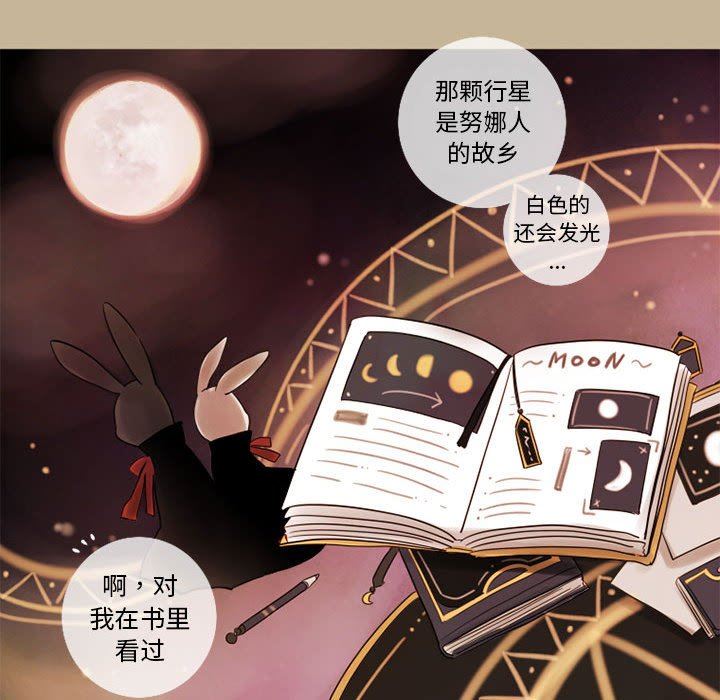 那颗行星
是努娜人
的故乡
白色的
还会发光
...
～MOON～
啊，对
我在书里
看过